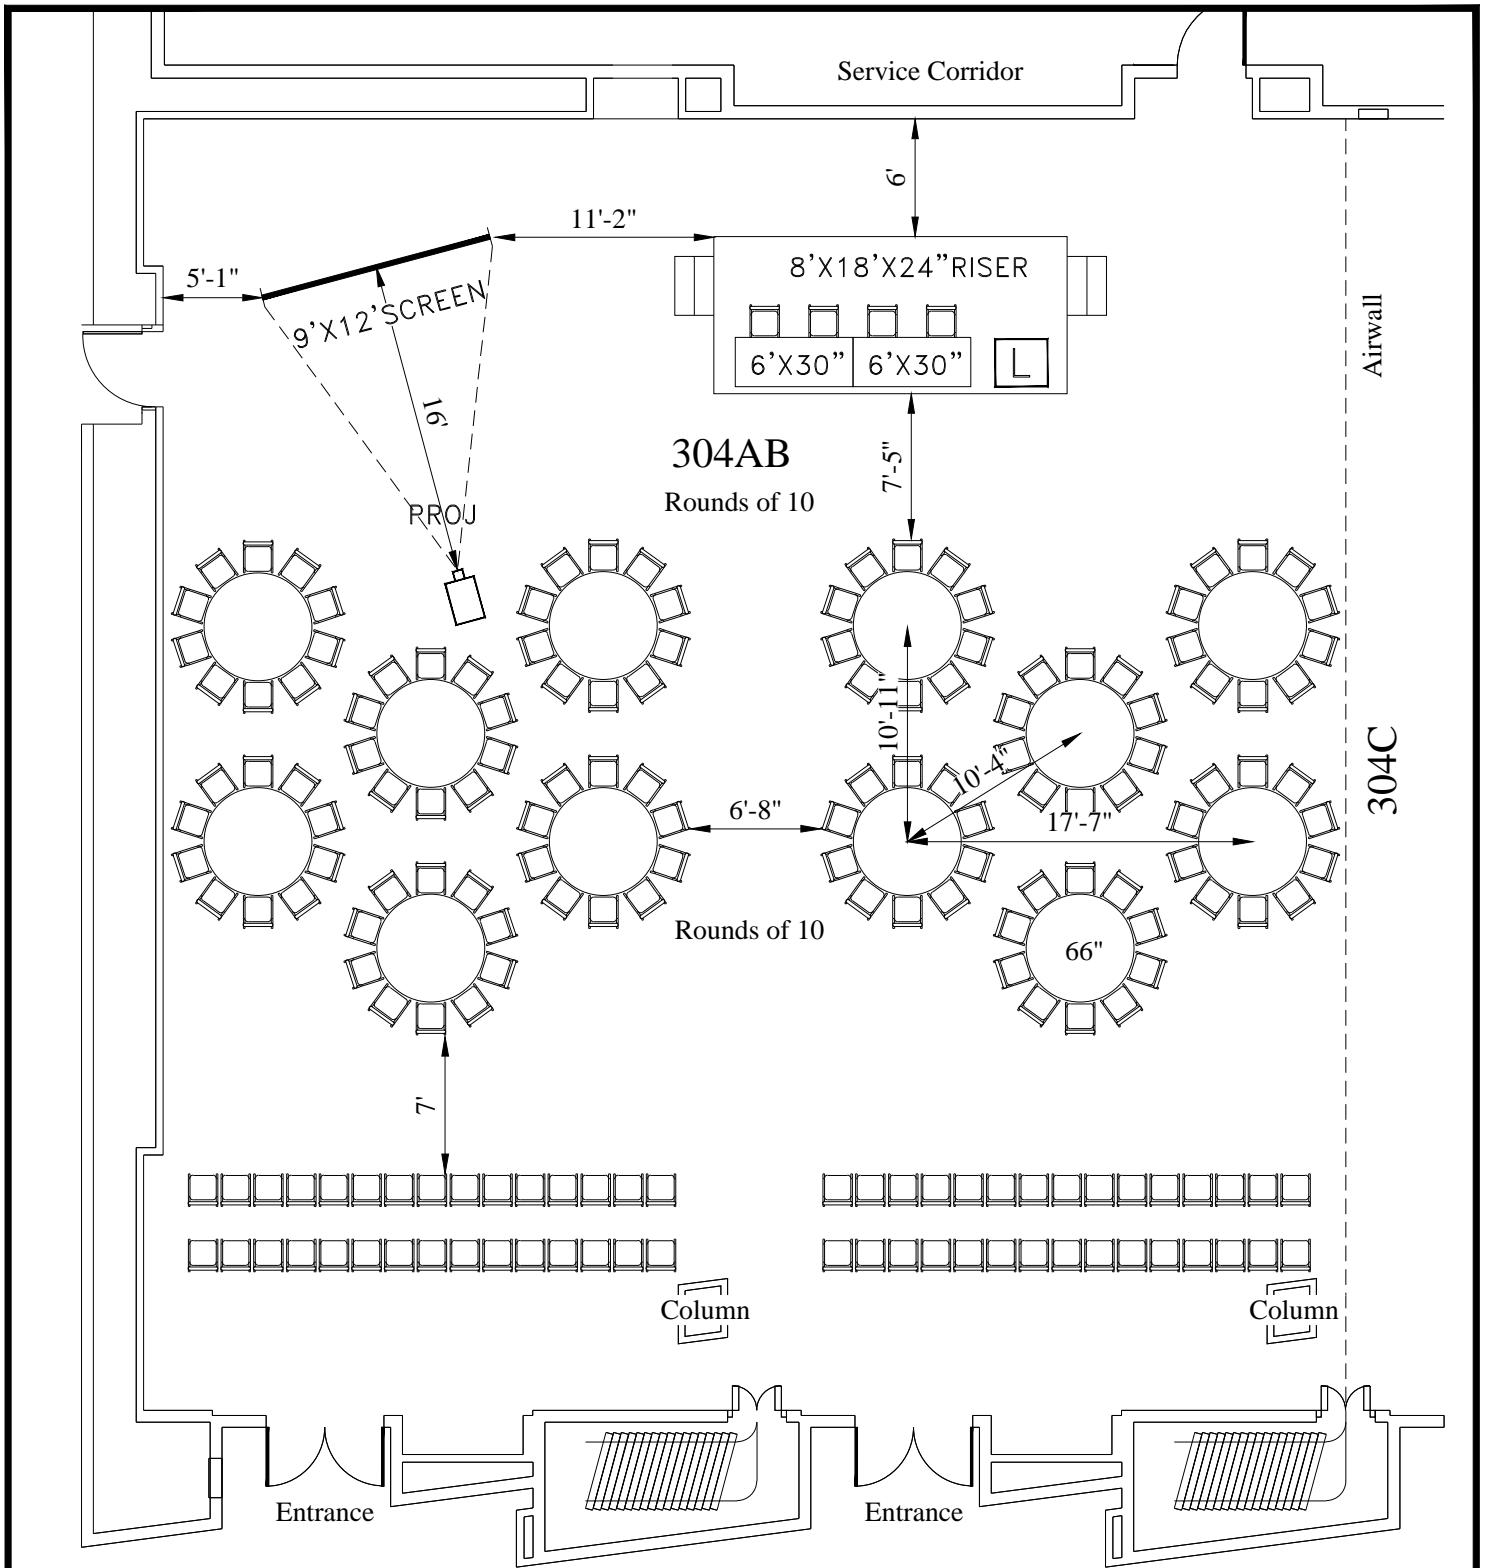 Service Corridor
6'
11'-2"
5'-1"
8'X18'X24"RISER
9'X12'SCREEN
6'X30"
6'X30"
L
Airwall
16'
304AB
7'-5"
Rounds of 10
PROJ
10'-11"
10'-4"
304C
6'-8"
17'-7"
Rounds of 10
66"
7'
Column
Column
Entrance
Entrance